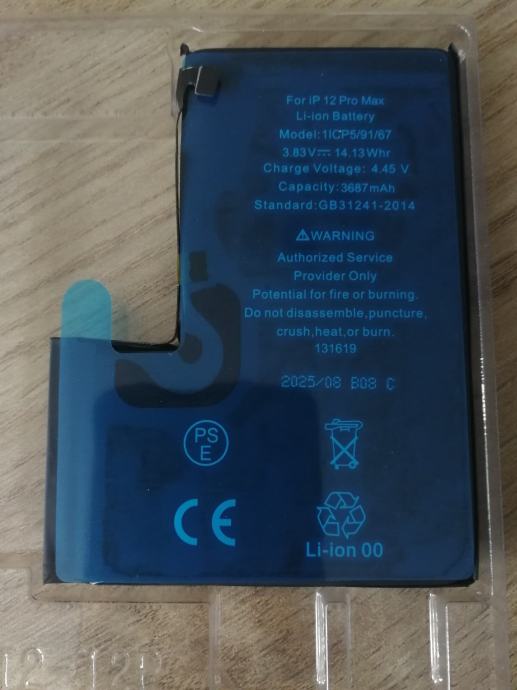 For iP 12 Pro Max
Li-ion Battery
Model:1ICP5/91/67
3.83V⎓ 14.13Whr
Charge Voltage: 4.45 V
Capacity:3687mAh
Standard:GB31241-2014
⚠WARNING
Authorized Service
Provider Only
Potential for fire or burning.
Do not disassemble,puncture,
crush,heat,or burn.
131619
2025/08 B08 C
PS
E
CE
Li-ion 00